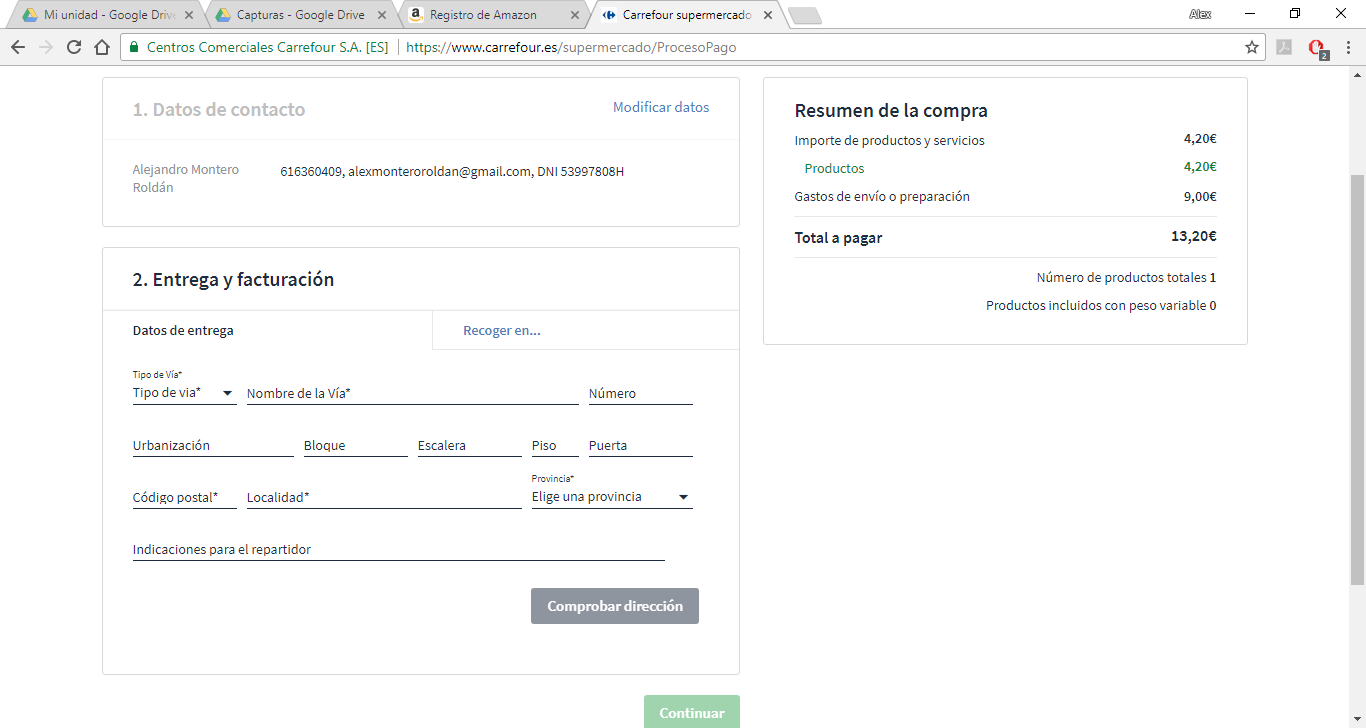 Mi unidad - Google Drive
Capturas - Google Drive
Registro de Amazon
Carrefour supermercado
Alex
Centros Comerciales Carrefour S.A. [ES]
https://www.carrefour.es/supermercado/ProcesoPago
2
1. Datos de contacto
Modificar datos
Alejandro Montero
Roldán
616360409, alexmonteroroldan@gmail.com, DNI 53997808H
2. Entrega y facturación
Datos de entrega
Recoger en...
Tipo de Vía*
Tipo de via*
Nombre de la Vía*
Número
Urbanización
Bloque
Escalera
Piso
Puerta
Código postal*
Localidad*
Provincia*
Elige una provincia
Indicaciones para el repartidor
Comprobar dirección
Continuar
Resumen de la compra
Importe de productos y servicios 4,20€
Productos 4,20€
Gastos de envío o preparación 9,00€
Total a pagar 13,20€
Número de productos totales 1
Productos incluidos con peso variable 0